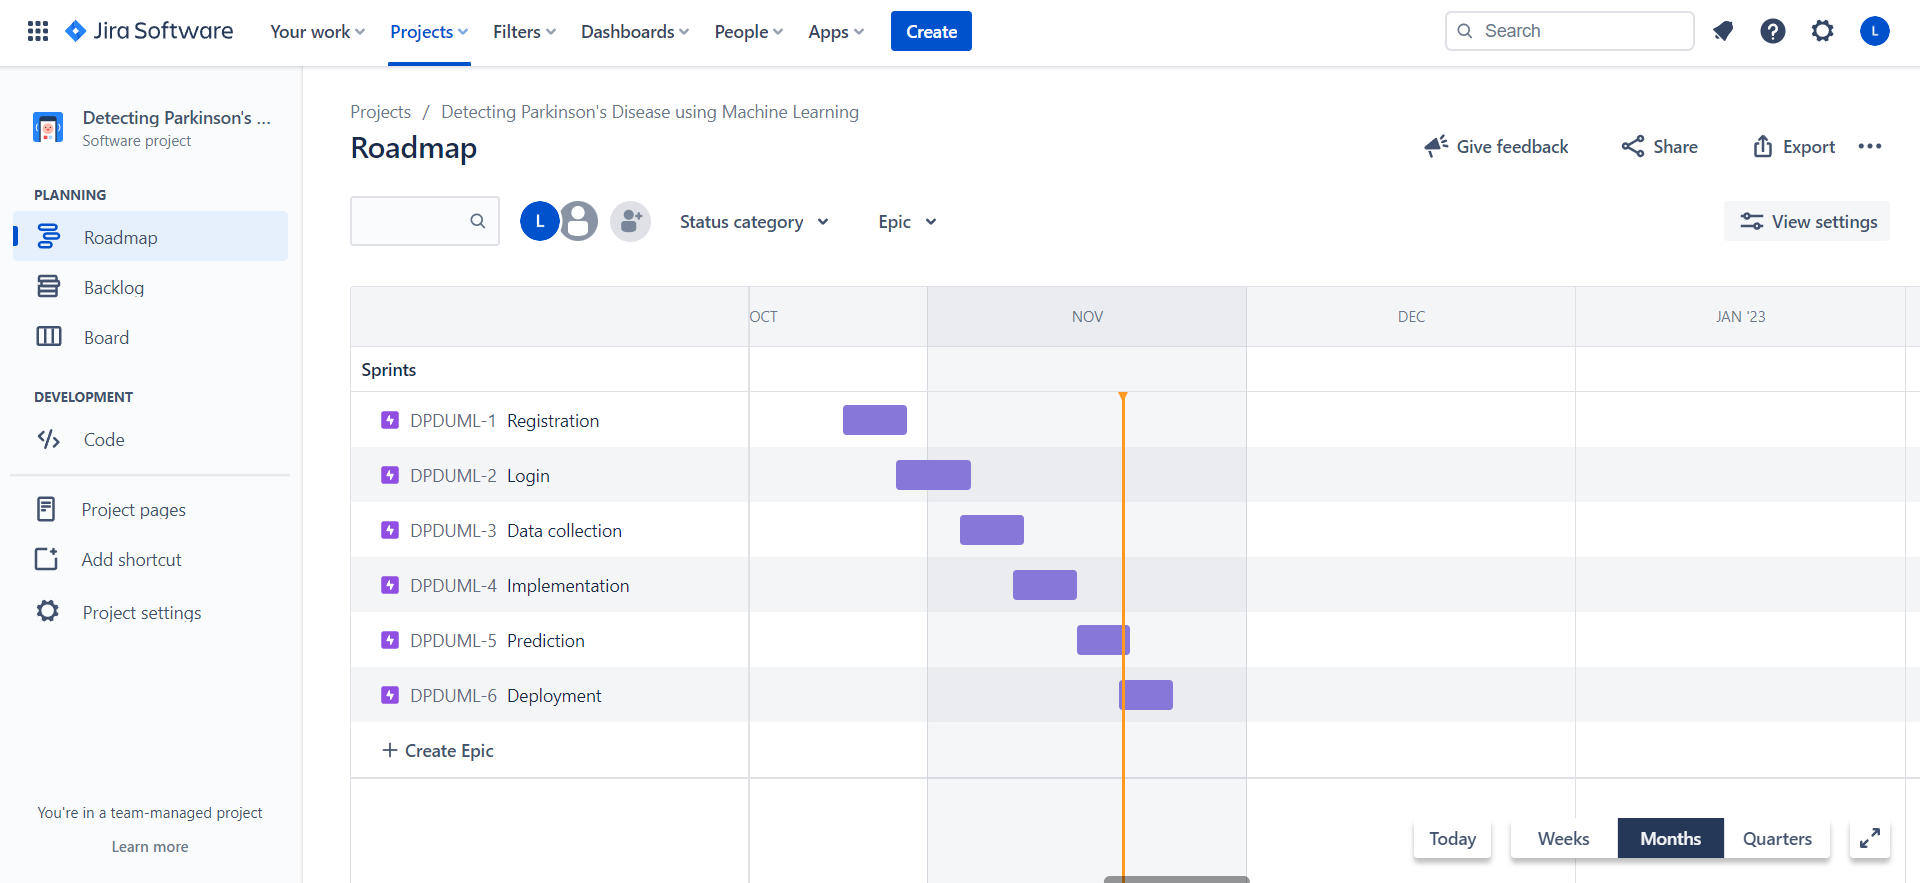 Jira Software Your work Projects Filters Dashboards People Apps Create Search L
Detecting Parkinson's ...
Software project
PLANNING
Roadmap
Backlog
Board
DEVELOPMENT
Code
Project pages
Add shortcut
Project settings
You're in a team-managed project
Learn more
Projects / Detecting Parkinson's Disease using Machine Learning
Roadmap
Give feedback Share Export
L Status category Epic View settings
OCT NOV DEC JAN '23
Sprints
DPDUML-1 Registration
DPDUML-2 Login
DPDUML-3 Data collection
DPDUML-4 Implementation
DPDUML-5 Prediction
DPDUML-6 Deployment
+ Create Epic
Today Weeks Months Quarters